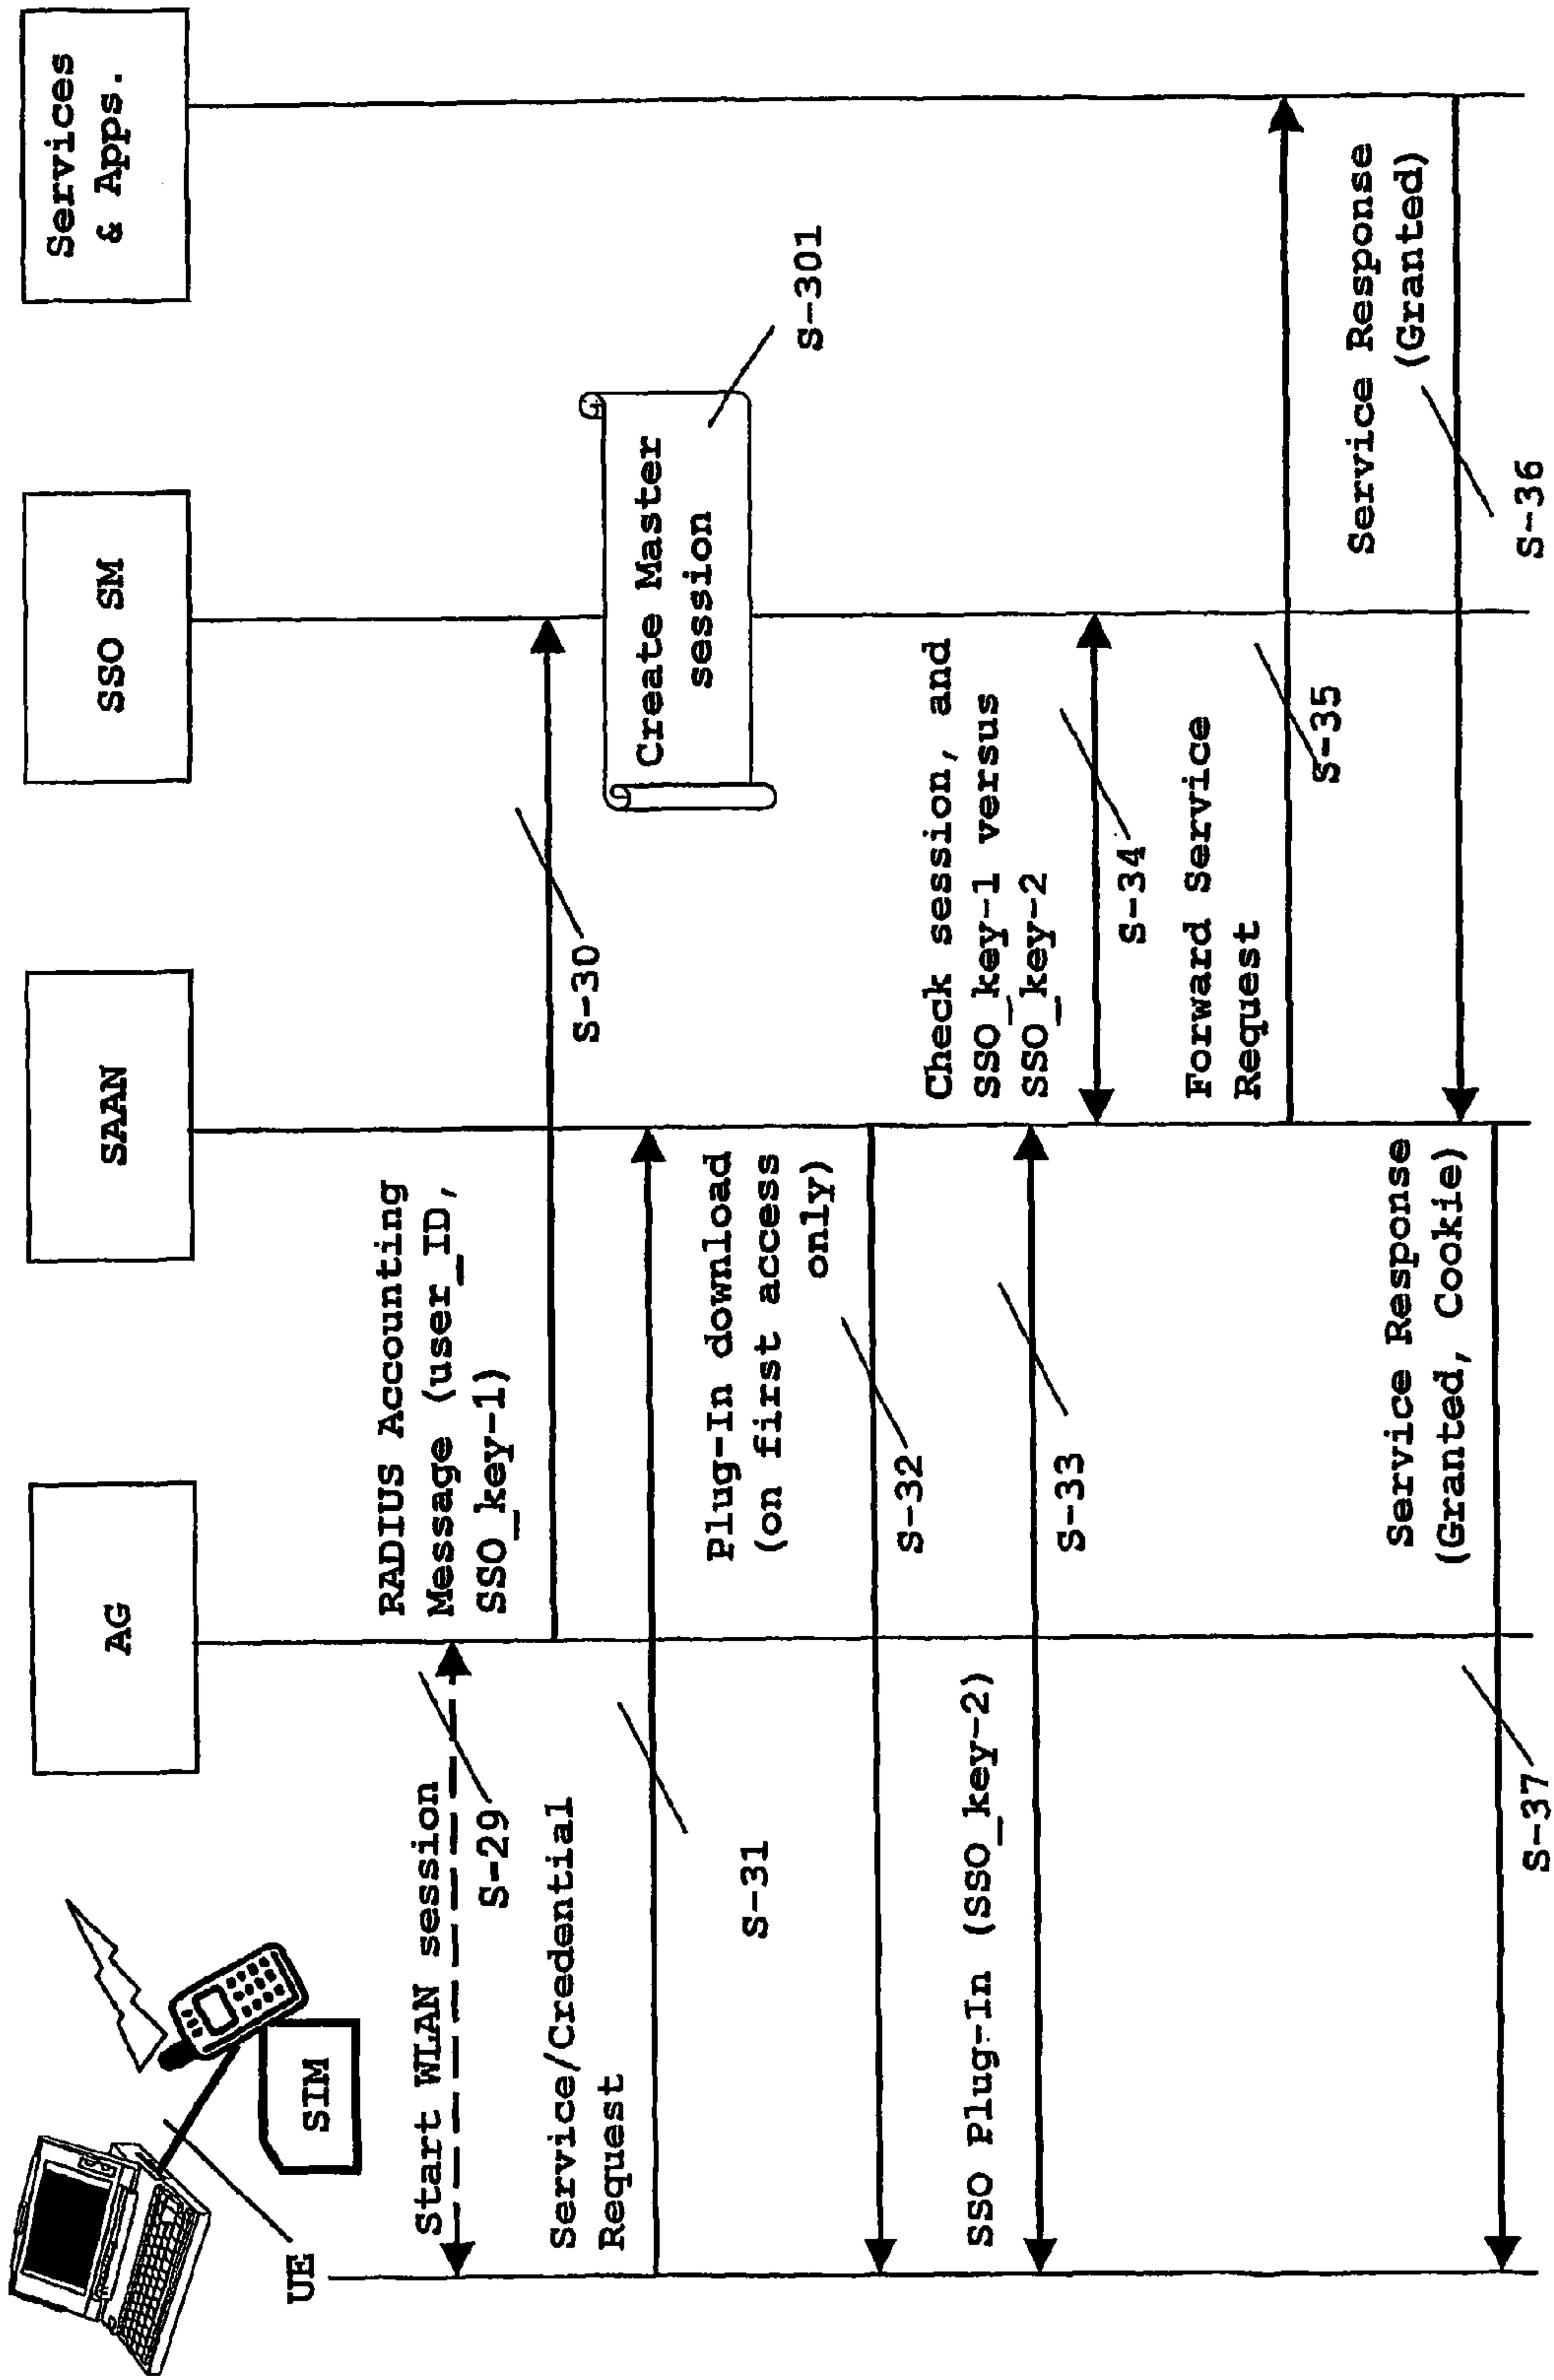 UE
SIM
AG
SAAN
SSO SM
Services
& Apps.
Start WLAN session
S-29
RADIUS Accounting
Message (user_ID,
SSO_key-1)
S-30
Create Master
session
S-301
Service/Credential
Request
S-31
Plug-In download
(on first access
only)
S-32
SSO Plug-In (SSO_key-2)
S-33
Check session, and
SSO_key-1 versus
SSO_key-2
S-34
Forward Service
Request
S-35
Service Response
(Granted)
S-36
Service Response
(Granted, Cookie)
S-37